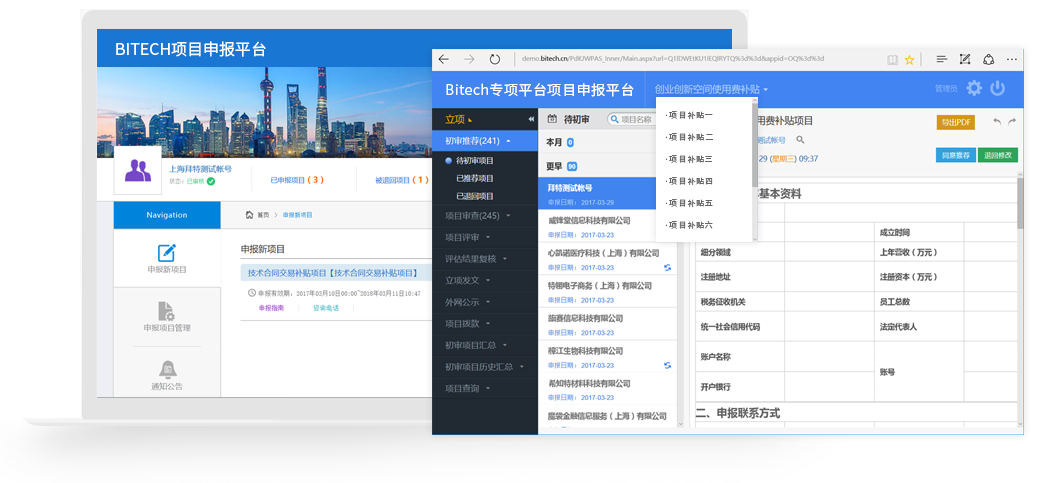 BITECH项目申报平台
上海拜特测试帐号
状态：已审核
已申报项目 ( 3 )
被退回项目 ( 1 )
Navigation
首页 > 申报新项目
申报新项目
申报项目管理
通知公告
申报新项目
技术合同交易补贴项目【技术合同交易补贴项目】
申报有效期：2017年03月10日00:00~2018年03月11日10:47
申报指南
咨询电话
demo.bitech.cn/PdKIWPAS_Inner/Main.aspx?url=
&appid=OQ%3d%3d
Bitech专项平台项目申报平台
创业创新空间使用费补贴
管理员
立项
初审推荐(241)
待初审项目
已推荐项目
已退回项目
项目审查(245)
项目评审
评估结果复核
立项发文
外网公示
项目拨款
初审项目汇总
初审项目历史汇总
项目查询
待初审
项目名称
本月 0
更早 90
拜特测试帐号
申报日期： 2017-03-29
威锋堂信息科技有限公司
申报日期： 2017-03-23
心凯诺医疗科技（上海）有限公司
申报日期： 2017-03-23
特钡电子商务（上海）有限公司
申报日期： 2017-03-23
申报日期： 2017-03-23
樟江生物科技有限公司
申报日期： 2017-03-23
希知特材料科技有限公司
申报日期： 2017-03-23
魔袋金融信息服务（上海）有限公司
·项目补贴一
·项目补贴二
·项目补贴三
·项目补贴四
·项目补贴五
·项目补贴六
用费补贴项目
导出PDF
测试帐号
29 (星期三) 09:37
同意推荐
退回修改
基本资料
成立时间
细分领域
上年营收（万元）
注册地址
注册资本（万元）
税务征收机关
员工总数
统一社会信用代码
法定代表人
账户名称
账号
开户银行
二、申报联系方式